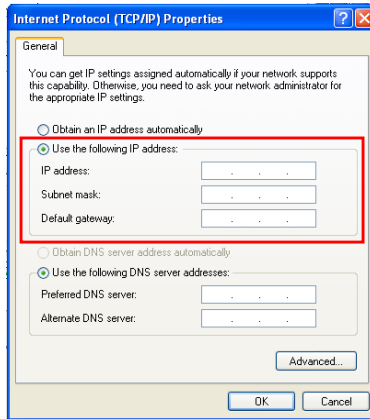 Internet Protocol (TCP/IP) Properties
General
You can get IP settings assigned automatically if your network supports
this capability. Otherwise, you need to ask your network administrator for
the appropriate IP settings.
Obtain an IP address automatically
Use the following IP address:
IP address:
Subnet mask:
Default gateway:
Obtain DNS server address automatically
Use the following DNS server addresses:
Preferred DNS server:
Alternate DNS server:
Advanced...
OK Cancel